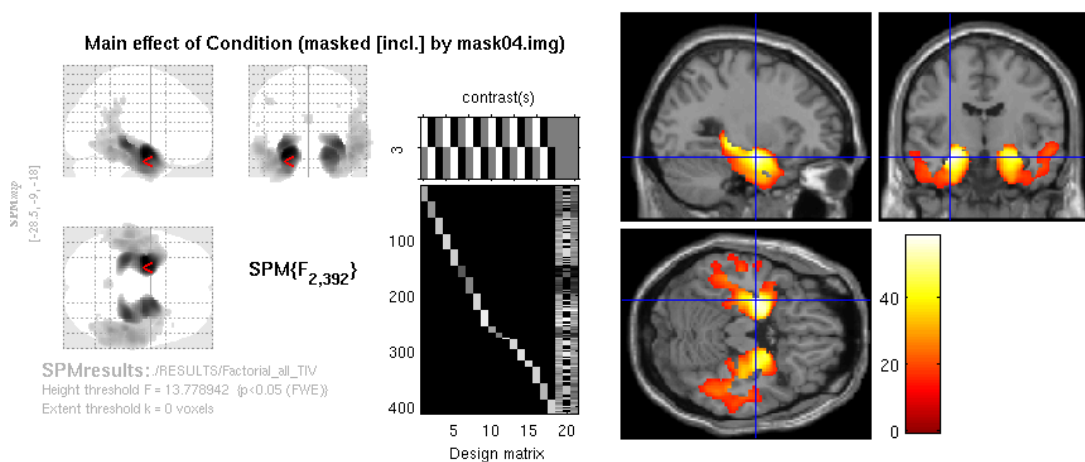 Main effect of Condition (masked [incl.] by mask04.img)
SPMmip
[-28.5, -9, -18]
SPM{F2,392}
contrast(s)
3
100
200
300
400
5 10 15 20
Design matrix
SPMresults: ./RESULTS/Factorial_all_TIV
Height threshold F = 13.778942 {p<0.05 (FWE)}
Extent threshold k = 0 voxels
40
20
0